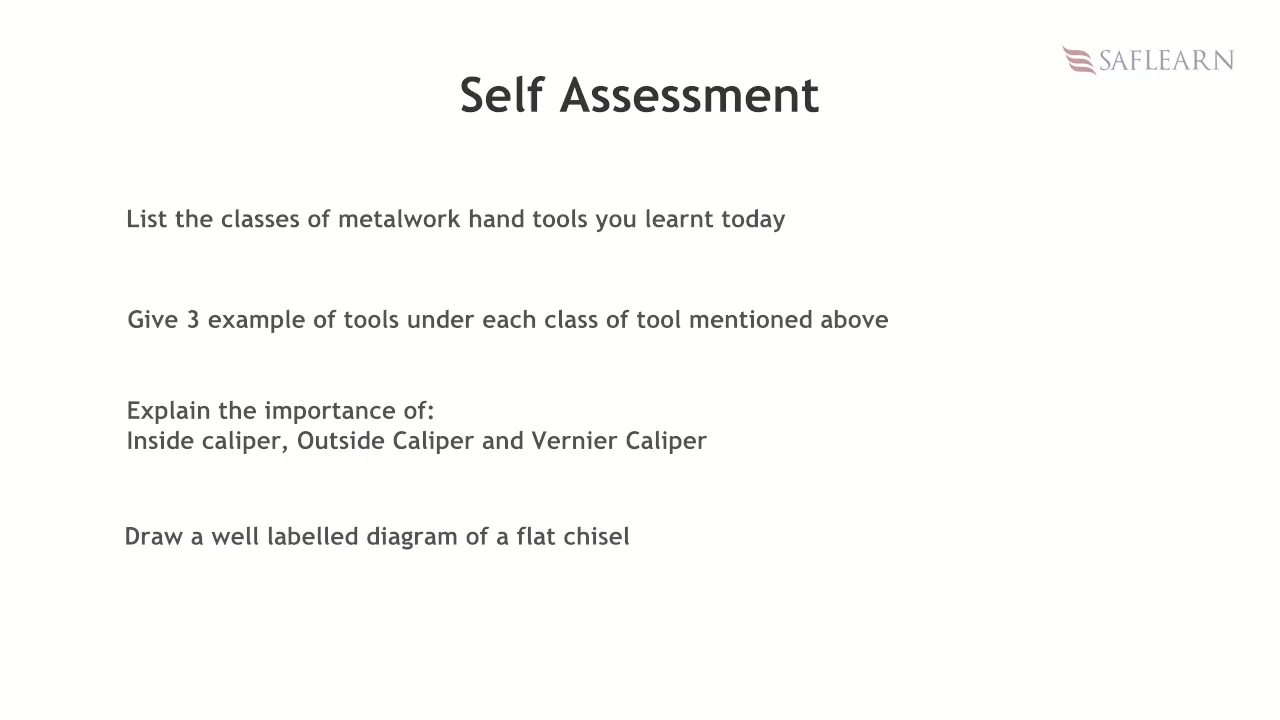 SAFLEARN
Self Assessment
List the classes of metalwork hand tools you learnt today
Give 3 example of tools under each class of tool mentioned above
Explain the importance of:
Inside caliper, Outside Caliper and Vernier Caliper
Draw a well labelled diagram of a flat chisel